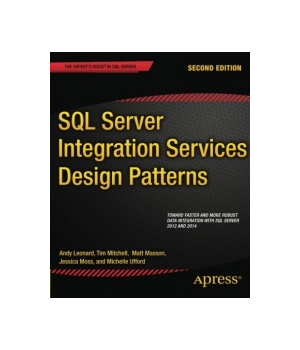 THE EXPERT'S VOICE® IN SQL SERVER
SECOND EDITION
SQL Server
Integration Services
Design Patterns
TOWARD FASTER AND MORE ROBUST
DATA INTEGRATION WITH SQL SERVER
2012 AND 2014
Andy Leonard, Tim Mitchell, Matt Masson,
Jessica Moss, and Michelle Ufford
Apress®